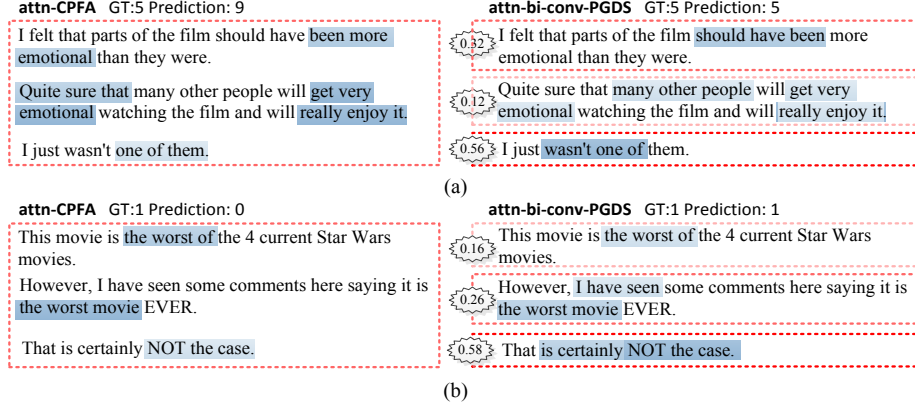 attn-CPFA GT:5 Prediction: 9
I felt that parts of the film should have been more
emotional than they were.
Quite sure that many other people will get very
emotional watching the film and will really enjoy it.
I just wasn't one of them.
attn-bi-conv-PGDS GT:5 Prediction: 5
0.32 I felt that parts of the film should have been more
emotional than they were.
0.12 Quite sure that many other people will get very
emotional watching the film and will really enjoy it.
0.56 I just wasn't one of them.
(a)
attn-CPFA GT:1 Prediction: 0
This movie is the worst of the 4 current Star Wars
movies.
However, I have seen some comments here saying it is
the worst movie EVER.
That is certainly NOT the case.
attn-bi-conv-PGDS GT:1 Prediction: 1
0.16 This movie is the worst of the 4 current Star Wars
movies.
0.26 However, I have seen some comments here saying it is
the worst movie EVER.
0.58 That is certainly NOT the case.
(b)